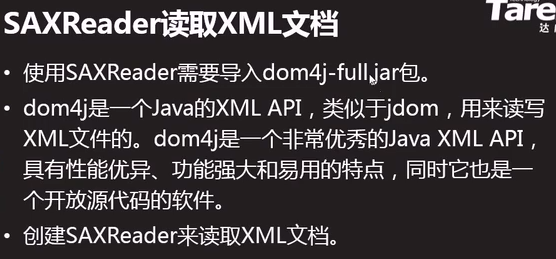 SAXReader读取XML文档
Tare
达
• 使用SAXReader需要导入dom4j-full.jar包。
• dom4j是一个Java的XML API，类似于jdom，用来读写
XML文件的。dom4j是一个非常优秀的Java XML API，
具有性能优异、功能强大和易用的特点，同时它也是一
个开放源代码的软件。
• 创建SAXReader来读取XML文档。